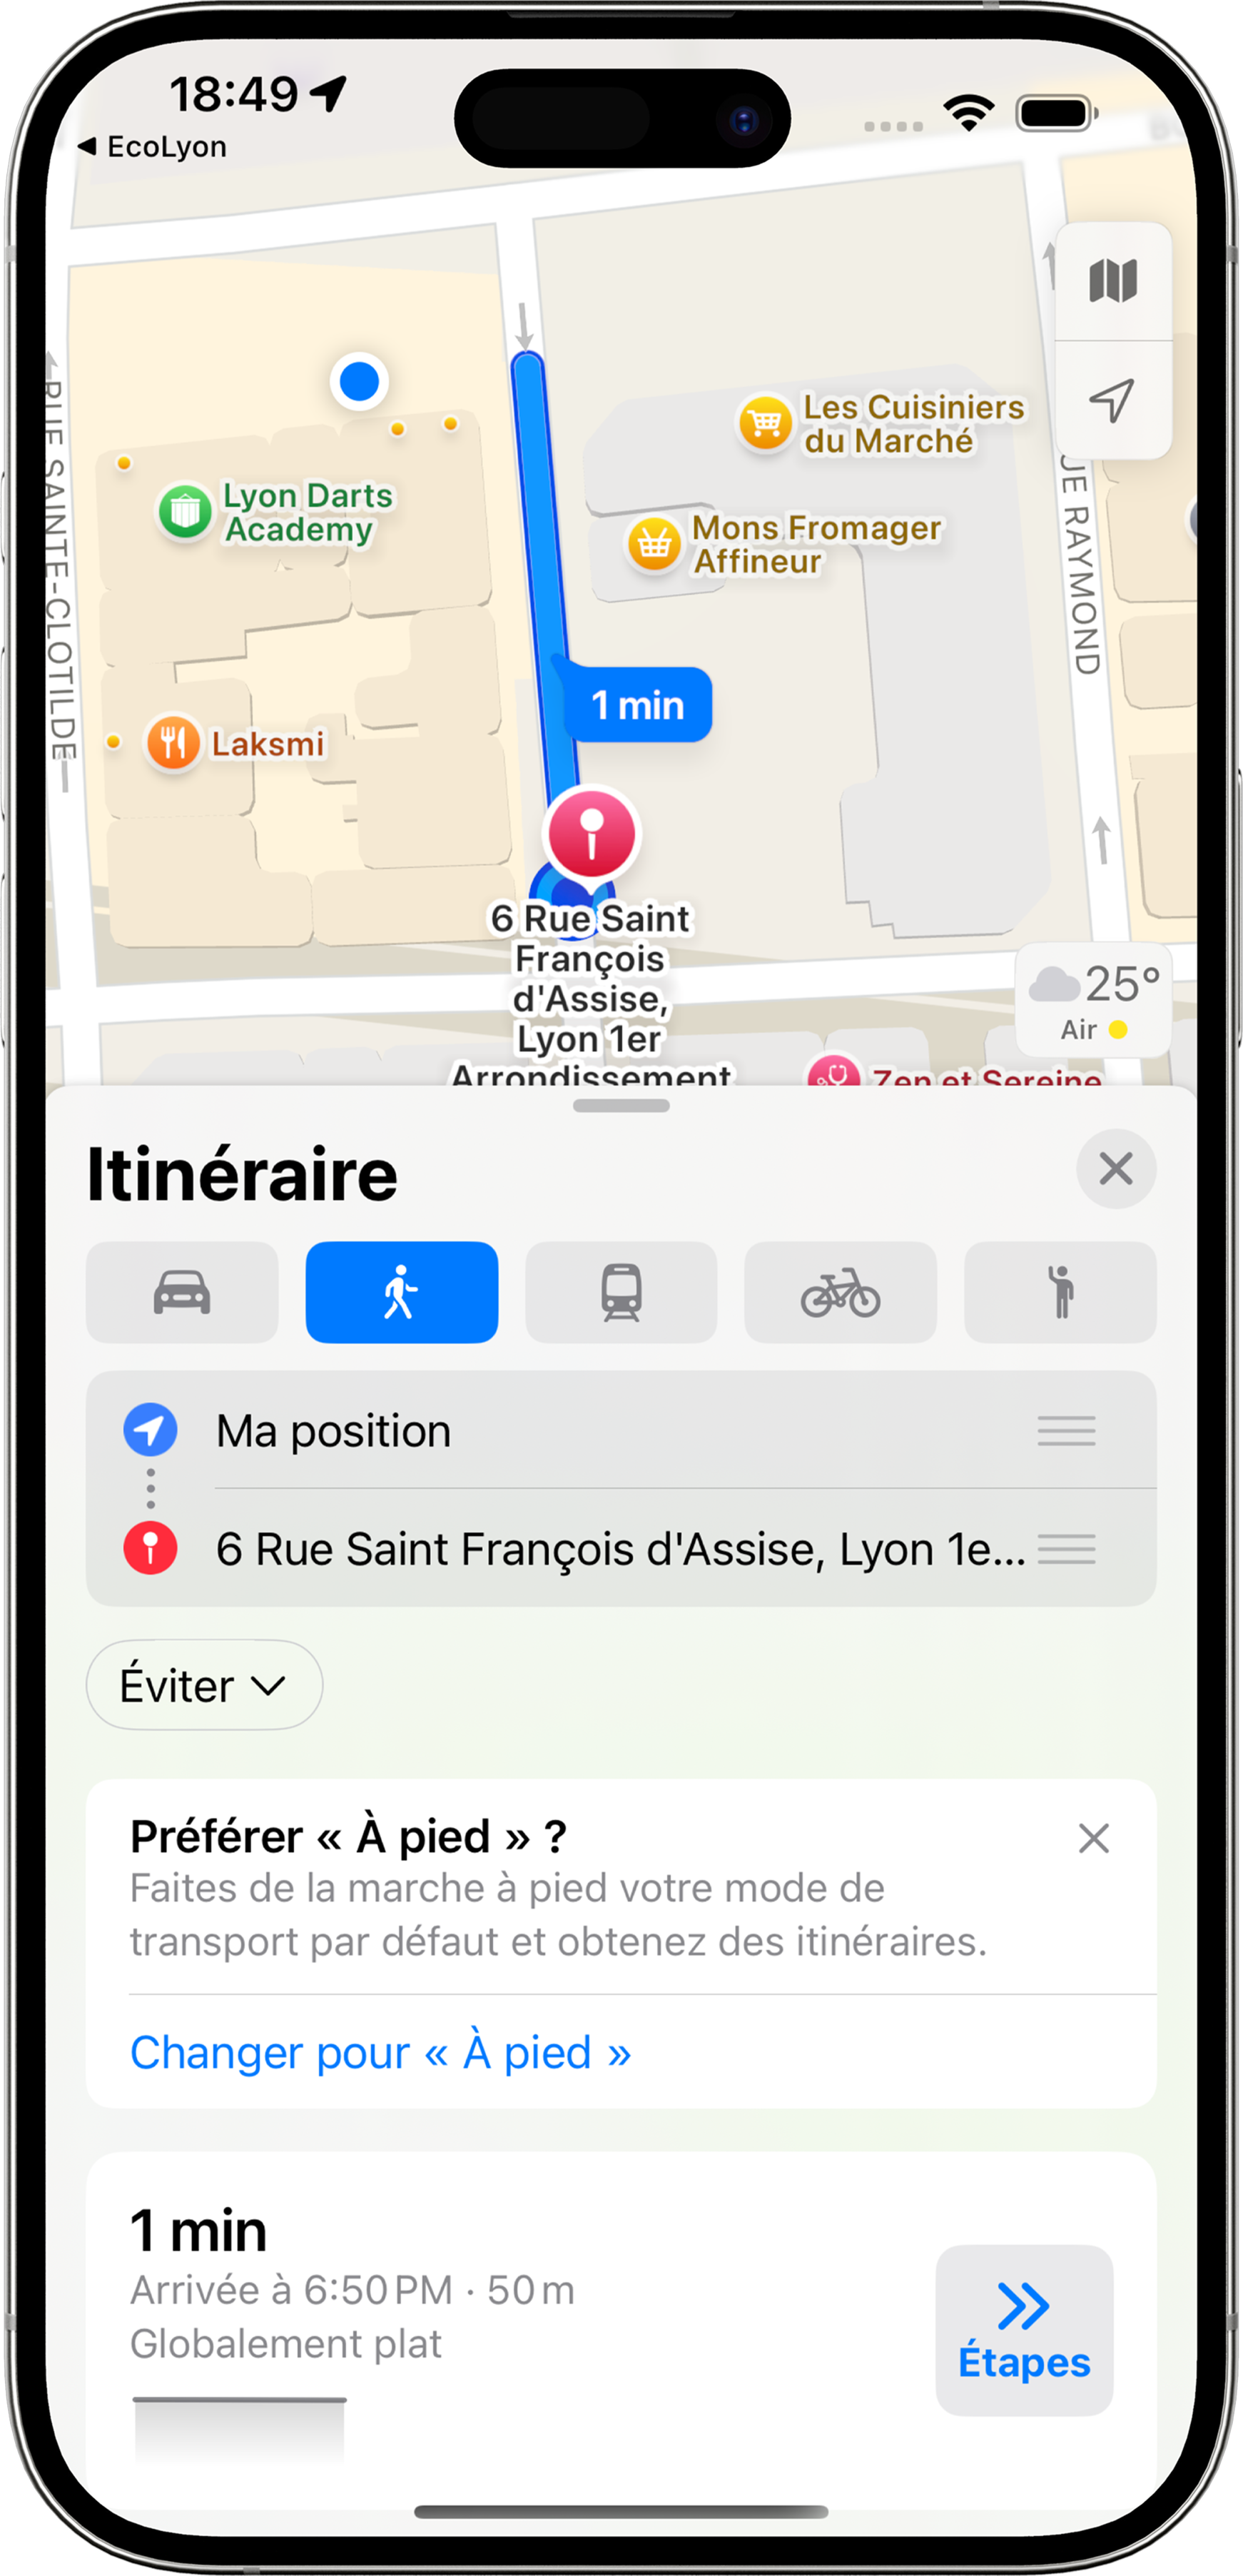 18:49
EcoLyon
RUE SAINTE-CLOTILDE
Les Cuisiniers
du Marché
Lyon Darts
Academy
Mons Fromager
Affineur
UE RAYMOND
1 min
Laksmi
6 Rue Saint
François
d'Assise,
Lyon 1er
Arrondissement
25°
Air
Zen et Sereine
Itinéraire
Ma position
6 Rue Saint François d'Assise, Lyon 1e...
Éviter
Préférer « À pied » ?
Faites de la marche à pied votre mode de
transport par défaut et obtenez des itinéraires.
Changer pour « À pied »
1 min
Arrivée à 6:50 PM · 50 m
Globalement plat
Étapes